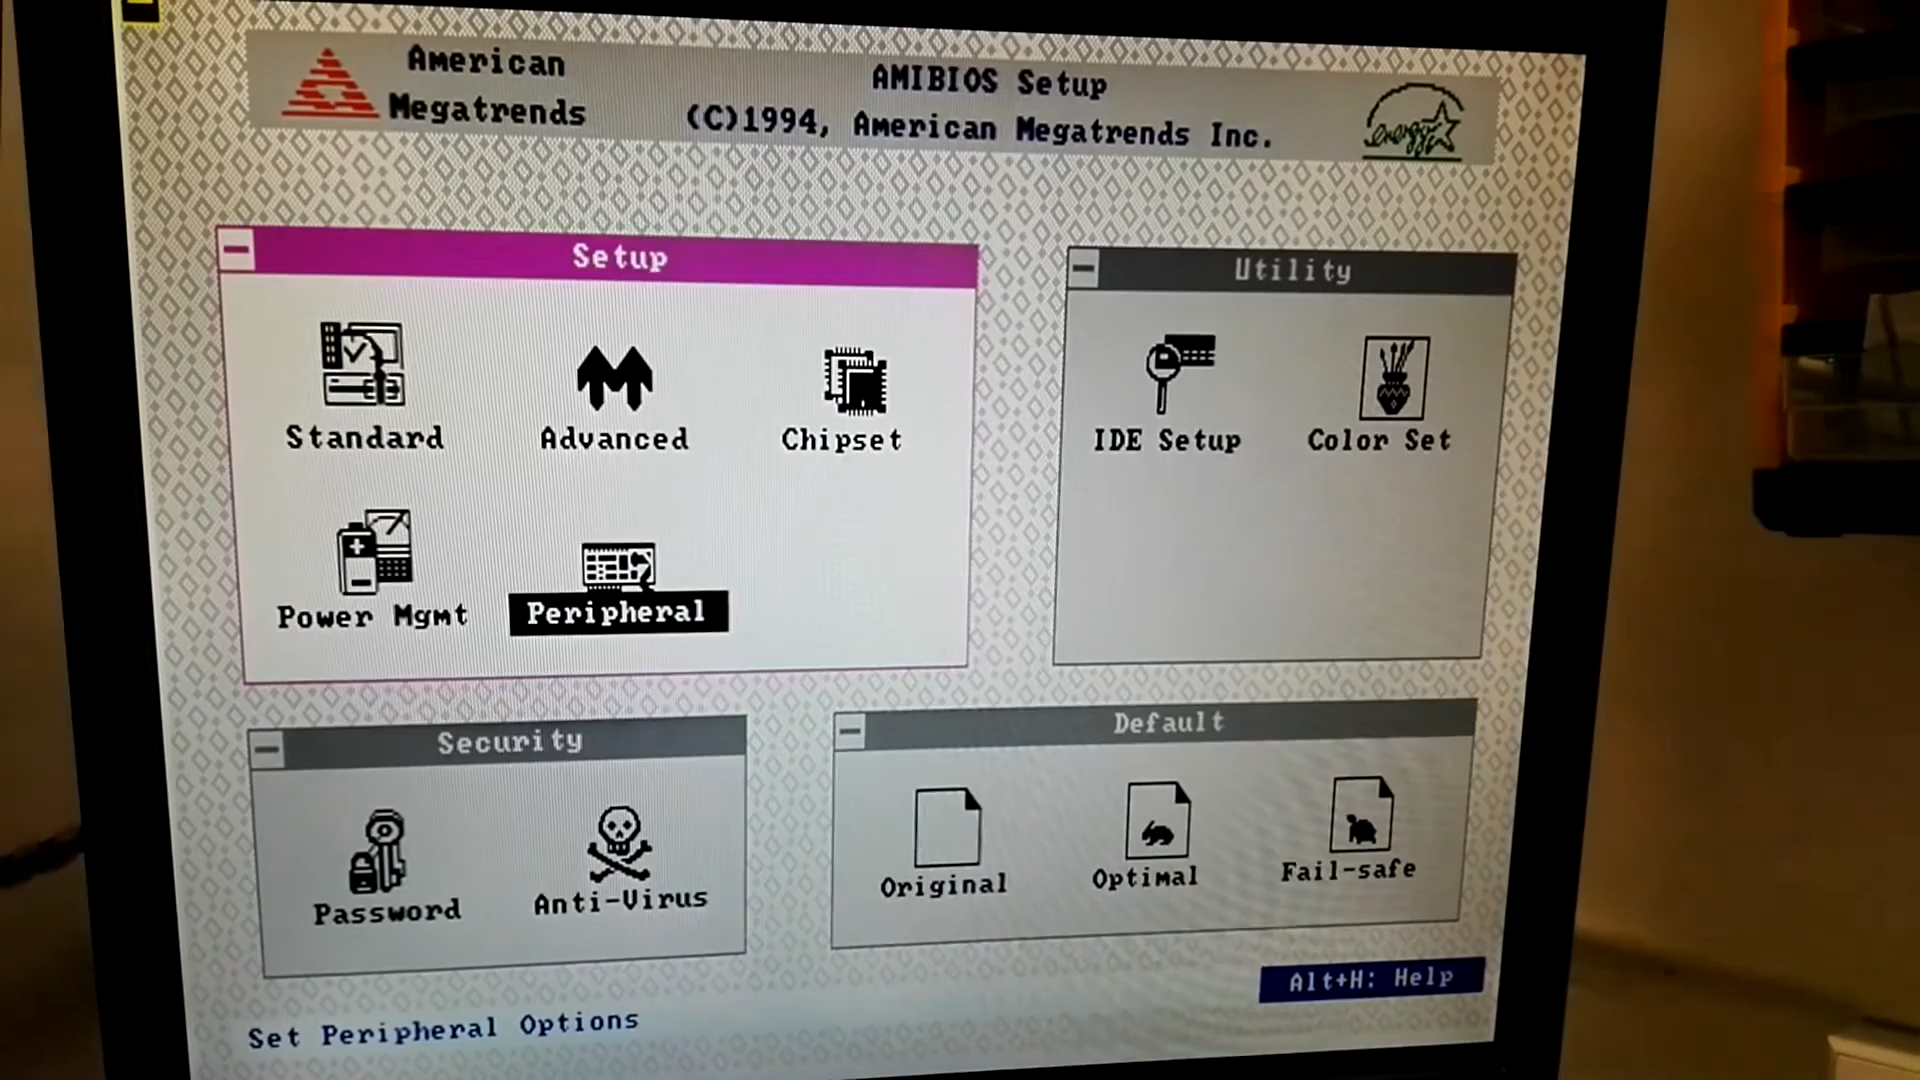 American
Megatrends
AMIBIOS Setup
(C)1994, American Megatrends Inc.
energy
Setup
Standard
Advanced
Chipset
Power Mgmt
Peripheral
Utility
IDE Setup
Color Set
Security
Password
Anti-Virus
Default
Original
Optimal
Fail-safe
Alt+H: Help
Set Peripheral Options